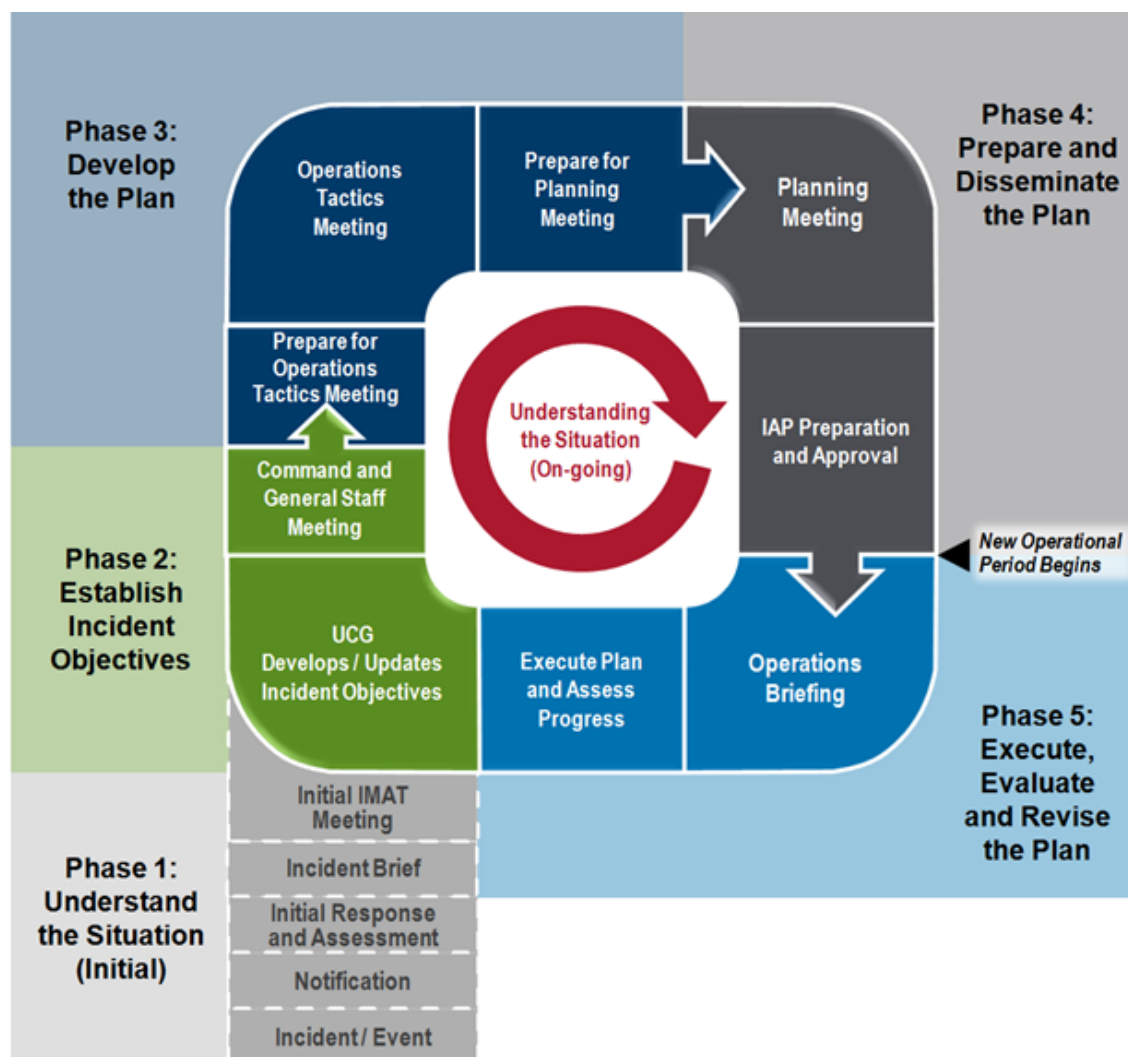 Phase 3:
Develop
the Plan
Operations
Tactics
Meeting
Prepare for
Planning
Meeting
Planning
Meeting
Phase 4:
Prepare and
Disseminate
the Plan
Prepare for
Operations
Tactics Meeting
Understanding
the Situation
(On-going)
IAP Preparation
and Approval
Command and
General Staff
Meeting
New Operational
Period Begins
Phase 2:
Establish
Incident
Objectives
UCG
Develops / Updates
Incident Objectives
Execute Plan
and Assess
Progress
Operations
Briefing
Phase 5:
Execute,
Evaluate
and Revise
the Plan
Phase 1:
Understand
the Situation
(Initial)
Initial IMAT
Meeting
Incident Brief
Initial Response
and Assessment
Notification
Incident / Event